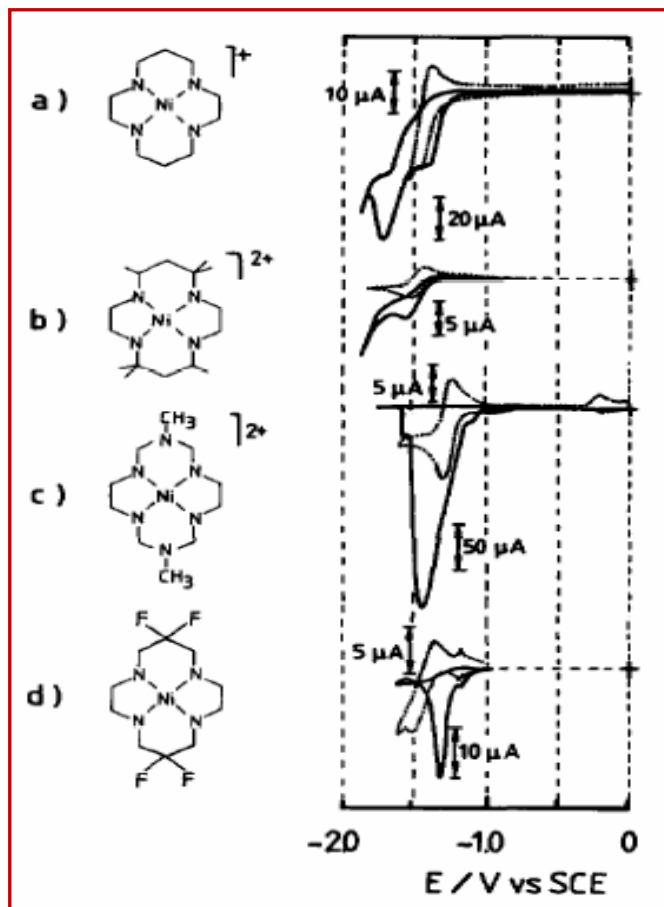 a)
N N
Ni
N N
]+
10 μA
20 μA
b)
N N
Ni
N N
]2+
5 μA
c)
CH3
N
N N
Ni
N N
N
CH3
]2+
5 μA
50 μA
d)
F F
N N
Ni
N N
F F
5 μA
10 μA
-2.0 -1.0 0
E / V vs SCE